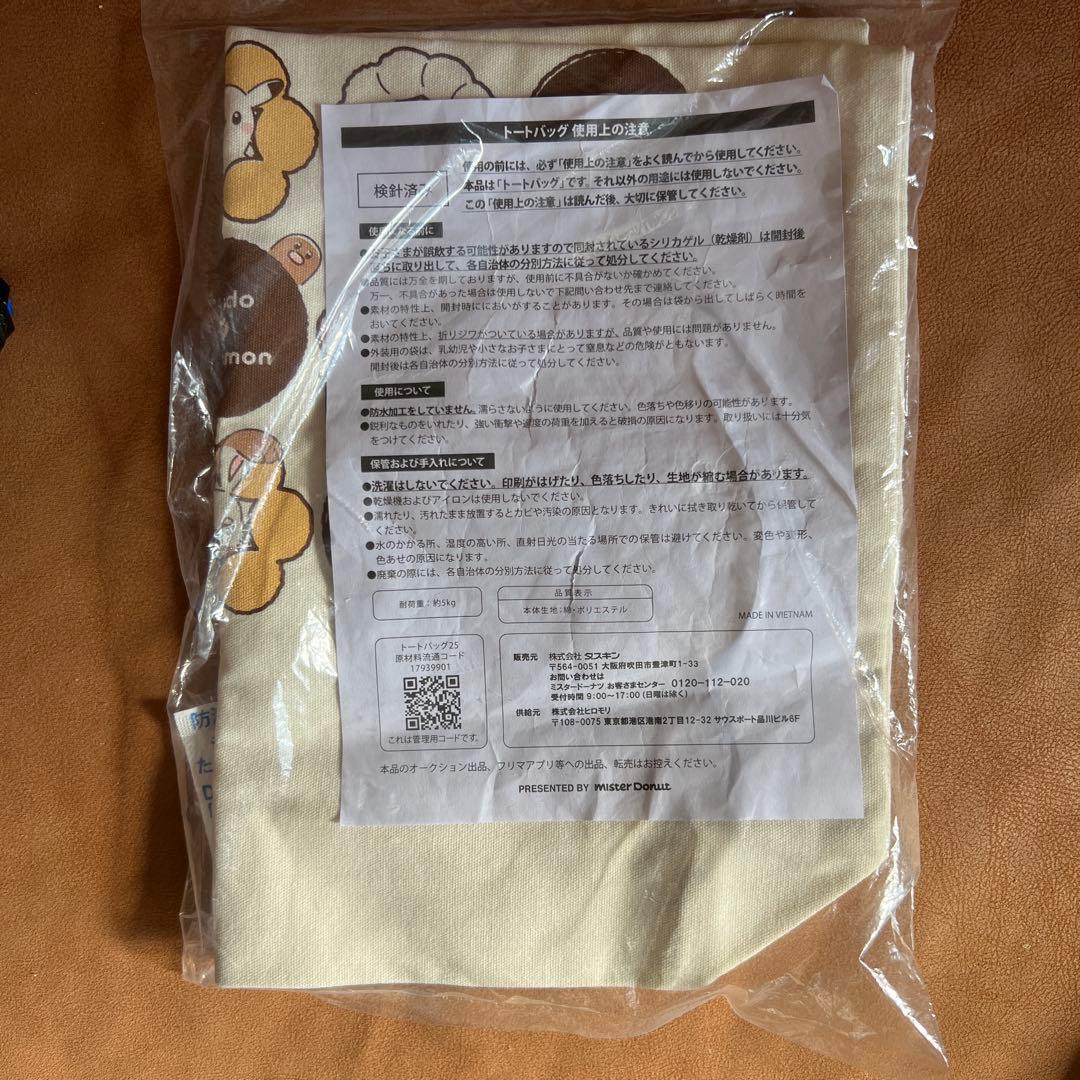 トートバッグ 使用上の注意
検針済み
使用の前には、必ず「使用上の注意」をよく読んでから使用してください。
本品は「トートバッグ」です。それ以外の用途には使用しないでください。
この「使用上の注意」は読んだ後、大切に保管してください。
使用になる前に
お子さまが誤飲する可能性がありますので同封されているシリカゲル（乾燥剤）は開封後
直ちに取り出して、各自治体の分別方法に従って処分してください。
●品質には万全を期しておりますが、使用前に不具合がないか確かめてください。
万一、不具合があった場合は使用しないで下記問い合わせ先まで連絡してください。
●素材の特性上、開封時ににおいがすることがあります。その場合は袋から出してしばらく時間を
おいてください。
●素材の特性上、折りジワがついている場合がありますが、品質や使用には問題がありません。
●外装用の袋は、乳幼児や小さなお子さまにとって窒息などの危険がともないます。
開封後は各自治体の分別方法に従って処分してください。
使用について
●防水加工をしていません。濡らさないように使用してください。色落ちや色移りの可能性があります。
●鋭利なものをいれたり、強い衝撃や過度の荷重を加えると破損の原因になります。取り扱いには十分気
をつけてください。
保管および手入れについて
●洗濯はしないでください。印刷がはげたり、色落ちしたり、生地が縮む場合があります。
●乾燥機およびアイロンは使用しないでください。
●濡れたり、汚れたまま放置するとカビや汚染の原因となります。きれいに拭き取り乾いてから保管して
ください。
●水のかかる所、湿度の高い所、直射日光の当たる場所での保管は避けてください。変色や変形、
色あせの原因になります。
●廃棄の際には、各自治体の分別方法に従って処分してください。
耐荷重：約5kg
品質表示
本体生地：綿・ポリエステル
MADE IN VIETNAM
トートバッグ25
原材料流通コード
17939901
これは管理用コードです。
販売元 株式会社 ダスキン
〒564-0051 大阪府吹田市豊津町1-33
お問い合わせは
ミスタードーナツ お客さまセンター 0120-112-020
受付時間 9:00～17:00（日曜は除く）
供給元 株式会社ヒロモリ
〒108-0075 東京都港区港南2丁目12-32 サウスポート品川ビル6F
本品のオークション出品、フリマアプリ等への出品、転売はお控えください。
PRESENTED BY mister Donut
do
mon
防
た